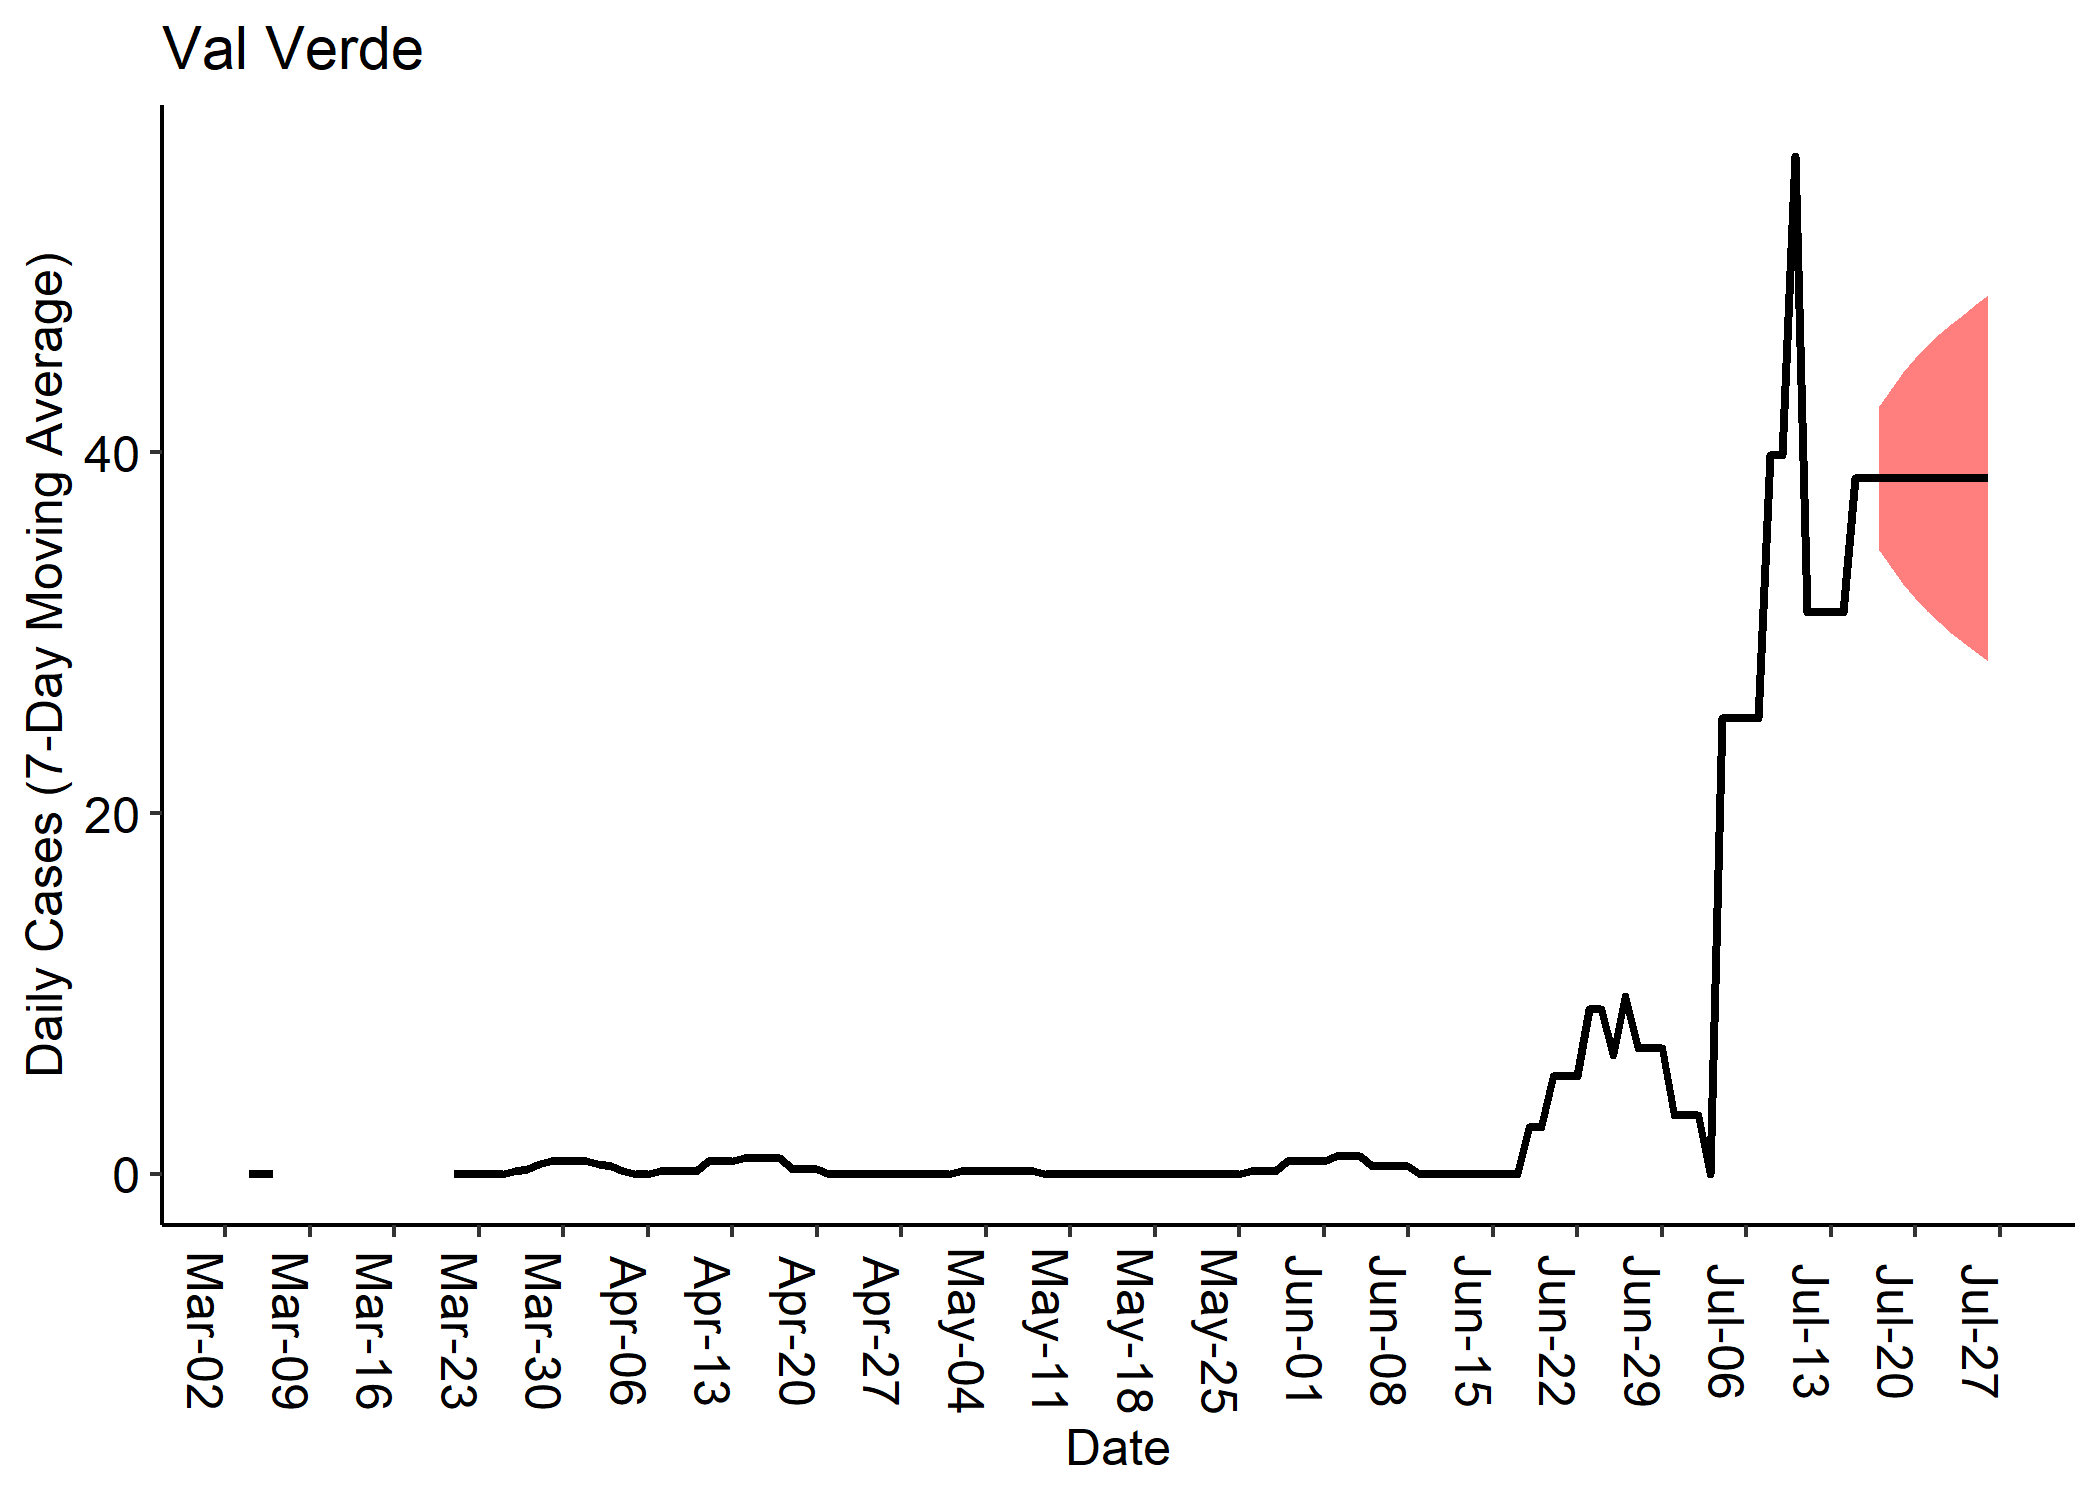 Val Verde
Daily Cases (7-Day Moving Average)
40
20
0
Mar-02
Mar-09
Mar-16
Mar-23
Mar-30
Apr-06
Apr-13
Apr-20
Apr-27
May-04
May-11
May-18
May-25
Jun-01
Jun-08
Jun-15
Jun-22
Jun-29
Jul-06
Jul-13
Jul-20
Jul-27
Date